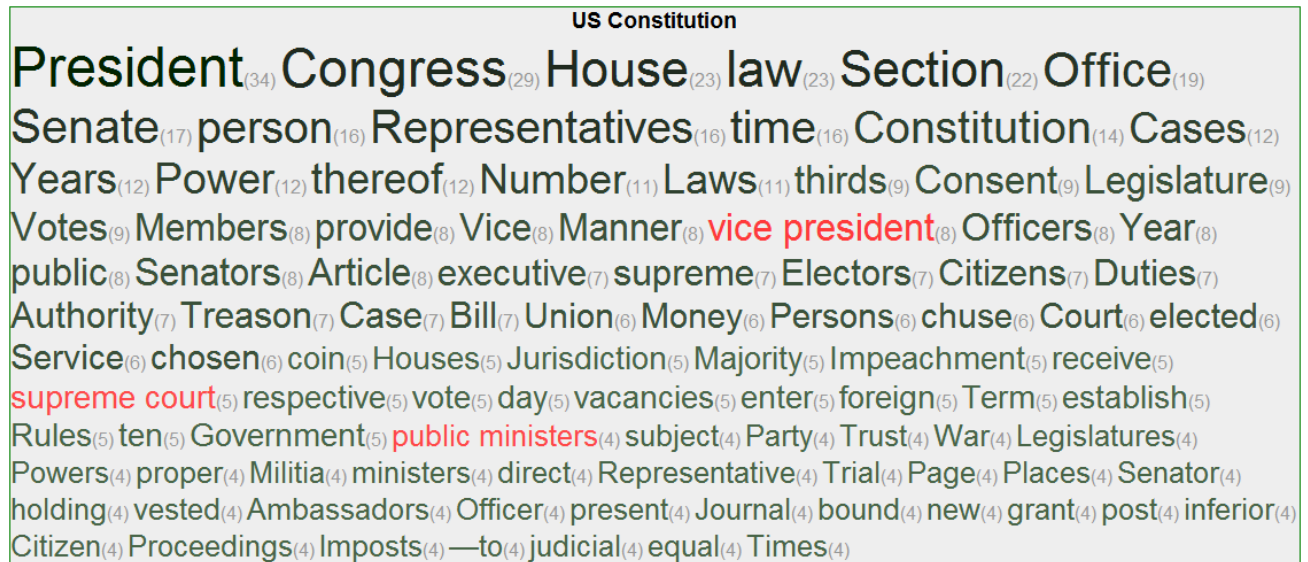 US Constitution
President(34) Congress(29) House(23) law(23) Section(22) Office(19)
Senate(17) person(16) Representatives(16) time(16) Constitution(14) Cases(12)
Years(12) Power(12) thereof(12) Number(11) Laws(11) thirds(9) Consent(9) Legislature(9)
Votes(9) Members(8) provide(8) Vice(8) Manner(8) vice president(8) Officers(8) Year(8)
public(8) Senators(8) Article(8) executive(7) supreme(7) Electors(7) Citizens(7) Duties(7)
Authority(7) Treason(7) Case(7) Bill(7) Union(6) Money(6) Persons(6) chuse(6) Court(6) elected(6)
Service(6) chosen(6) coin(5) Houses(5) Jurisdiction(5) Majority(5) Impeachment(5) receive(5)
supreme court(5) respective(5) vote(5) day(5) vacancies(5) enter(5) foreign(5) Term(5) establish(5)
Rules(5) ten(5) Government(5) public ministers(4) subject(4) Party(4) Trust(4) War(4) Legislatures(4)
Powers(4) proper(4) Militia(4) ministers(4) direct(4) Representative(4) Trial(4) Page(4) Places(4) Senator(4)
holding(4) vested(4) Ambassadors(4) Officer(4) present(4) Journal(4) bound(4) new(4) grant(4) post(4) inferior(4)
Citizen(4) Proceedings(4) Imposts(4) —to(4) judicial(4) equal(4) Times(4)